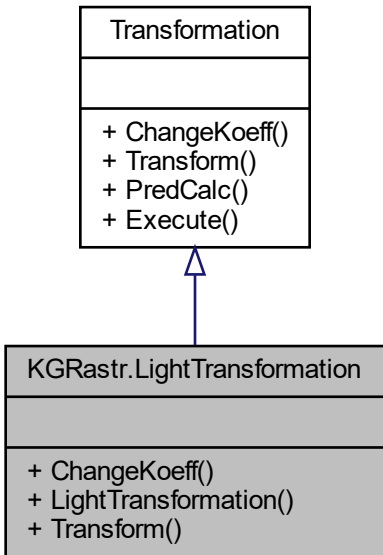 Transformation
+ ChangeKoeff()
+ Transform()
+ PredCalc()
+ Execute()
KGRastr.LightTransformation
+ ChangeKoeff()
+ LightTransformation()
+ Transform()